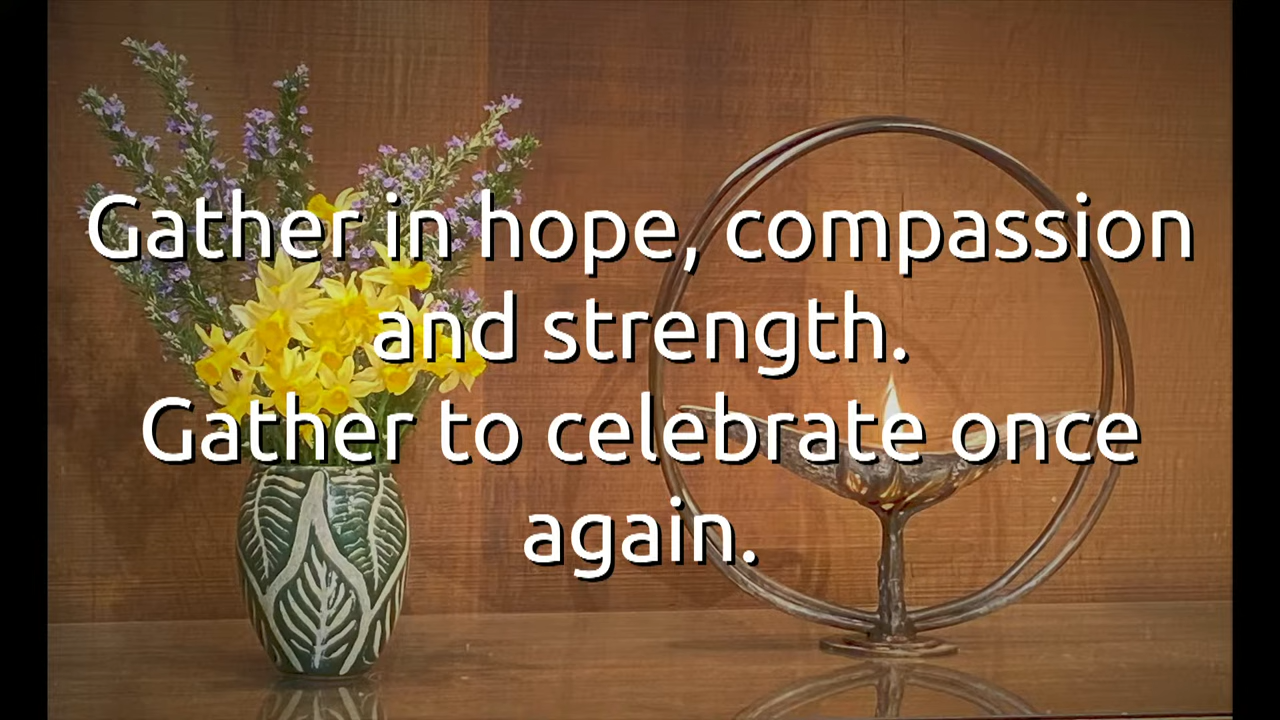 Gather in hope, compassion
and strength.
Gather to celebrate once
again.